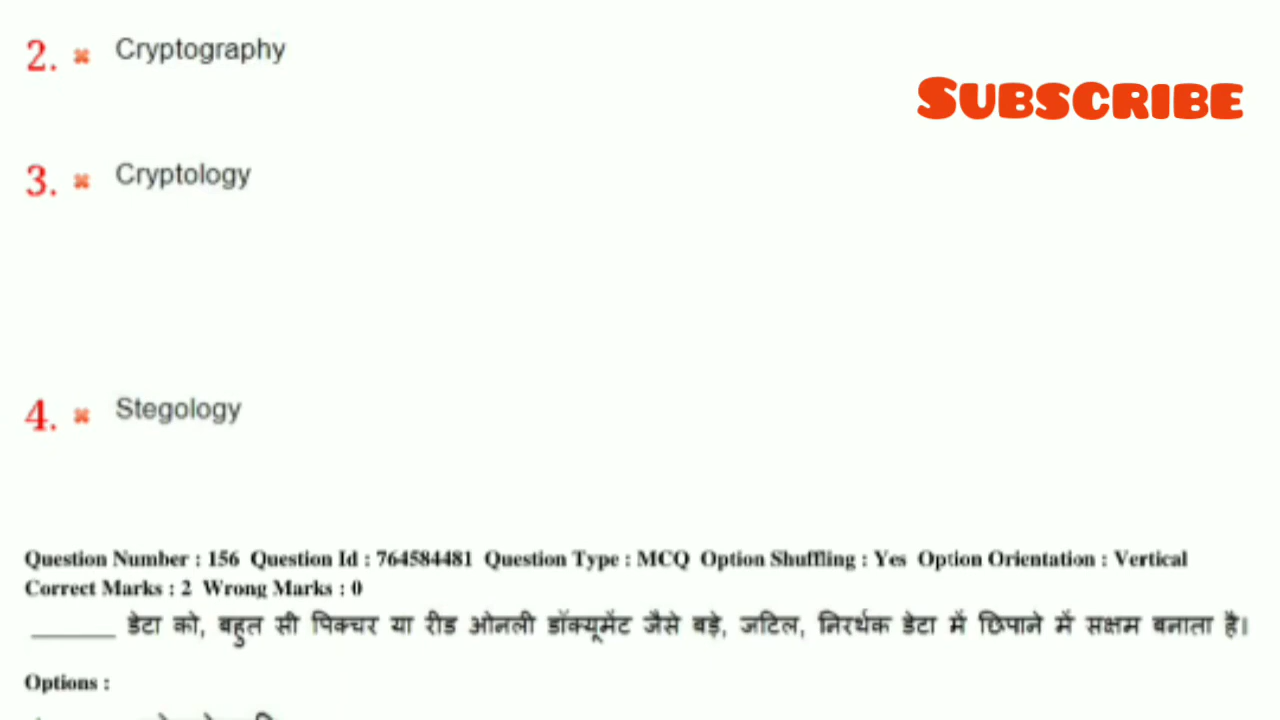 2. Cryptography
SUBSCRIBE
3. Cryptology
4. Stegology
Question Number : 156 Question Id : 764584481 Question Type : MCQ Option Shuffling : Yes Option Orientation : Vertical
Correct Marks : 2 Wrong Marks : 0
_______ डेटा को, बहुत सी पिक्चर या रीड ओनली डॉक्यूमेंट जैसे बड़े, जटिल, निरर्थक डेटा में छिपाने में सक्षम बनाता है।
Options :